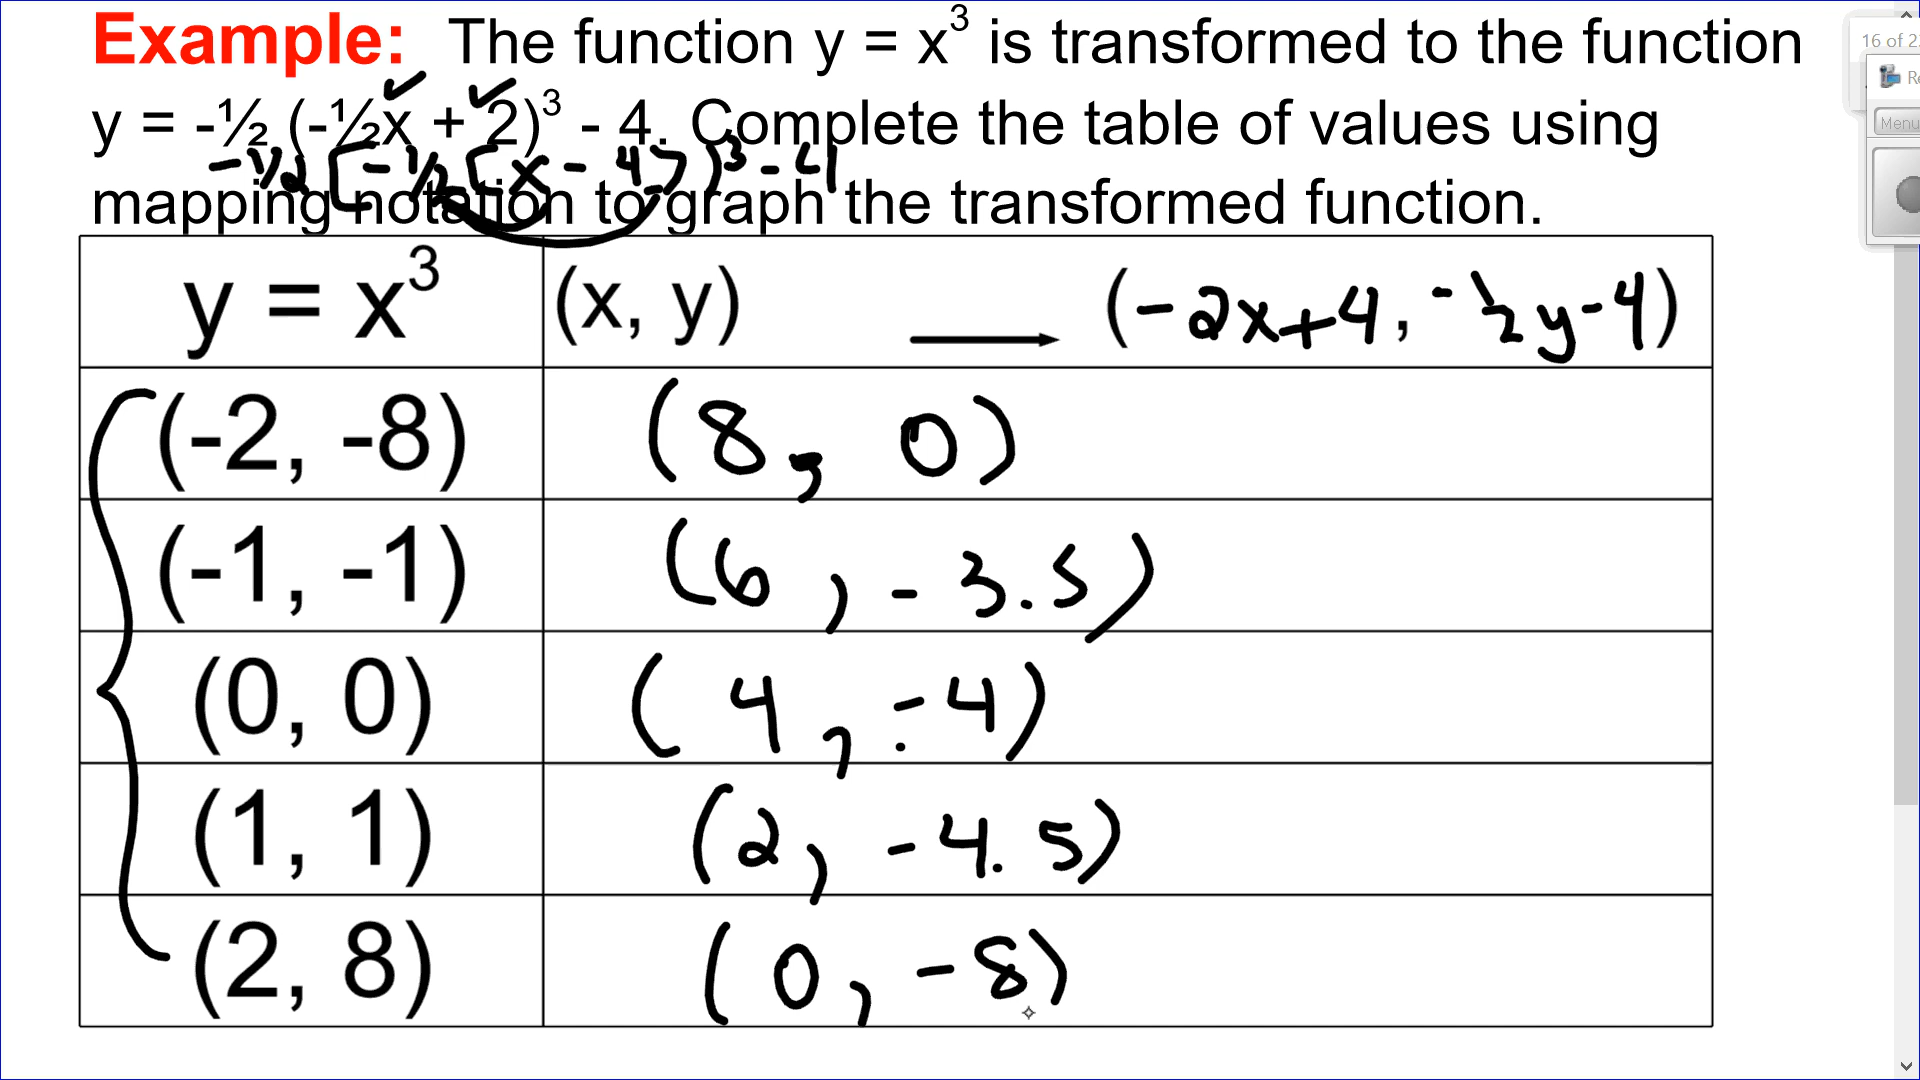 Example: The function y = x³ is transformed to the function
y = -½ (-½x + 2)³ - 4. Complete the table of values using
-1/2 [-1/2 (x - 4)]³ - 4
mapping notation to graph the transformed function.
y = x³ (x, y) → (-2x+4, -½y-4)
(-2, -8) (8, 0)
(-1, -1) (6, -3.5)
(0, 0) (4, -4)
(1, 1) (2, -4.5)
(2, 8) (0, -8)
16 of 2
Re
Menu